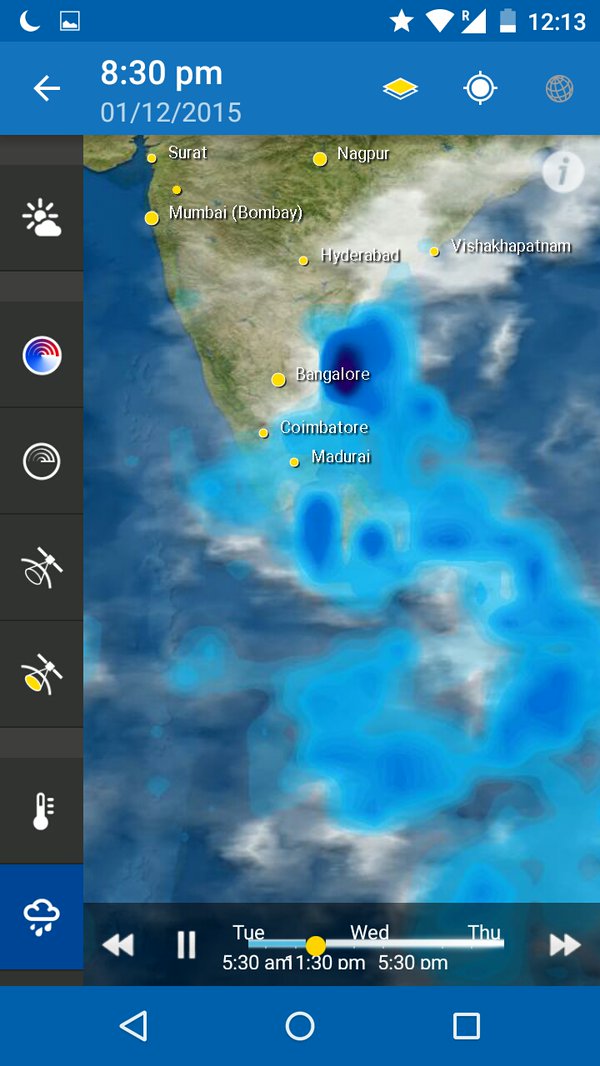 R
12:13
8:30 pm
01/12/2015
i
Surat
Nagpur
Mumbai (Bombay)
Vishakhapatnam
Hyderabad
Bangalore
Coimbatore
Madurai
Tue Wed Thu
5:30 am 11:30 pm 5:30 pm